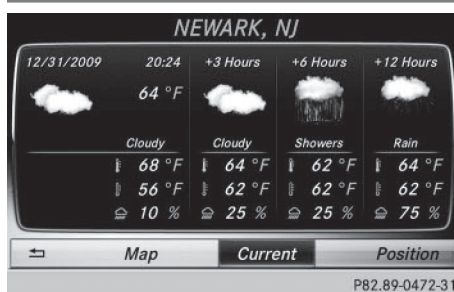 NEWARK, NJ
12/31/2009 20:24 +3 Hours +6 Hours +12 Hours
64 °F
Cloudy Cloudy Showers Rain
68 °F 64 °F 62 °F 64 °F
56 °F 62 °F 62 °F 62 °F
10 % 25 % 25 % 75 %
Map Current Position
P82.89-0472-31